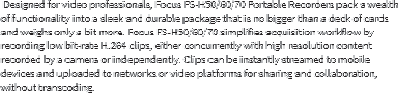 Designed for video professionals, Focus FS-H50/60/70 Portable Recorders pack a wealth
of functionality into a sleek and durable package that is no bigger than a deck of cards
and weighs only a bit more. Focus FS-H50/60/70 simplifies acquisition workflow by
recording low bit-rate H.264 clips, either concurrently with high resolution content
recorded by a camera or independently. Clips can be iinstantly streamed to mobile
devices and uploaded to networks or video platforms for sharing and collaboration,
without transcoding.